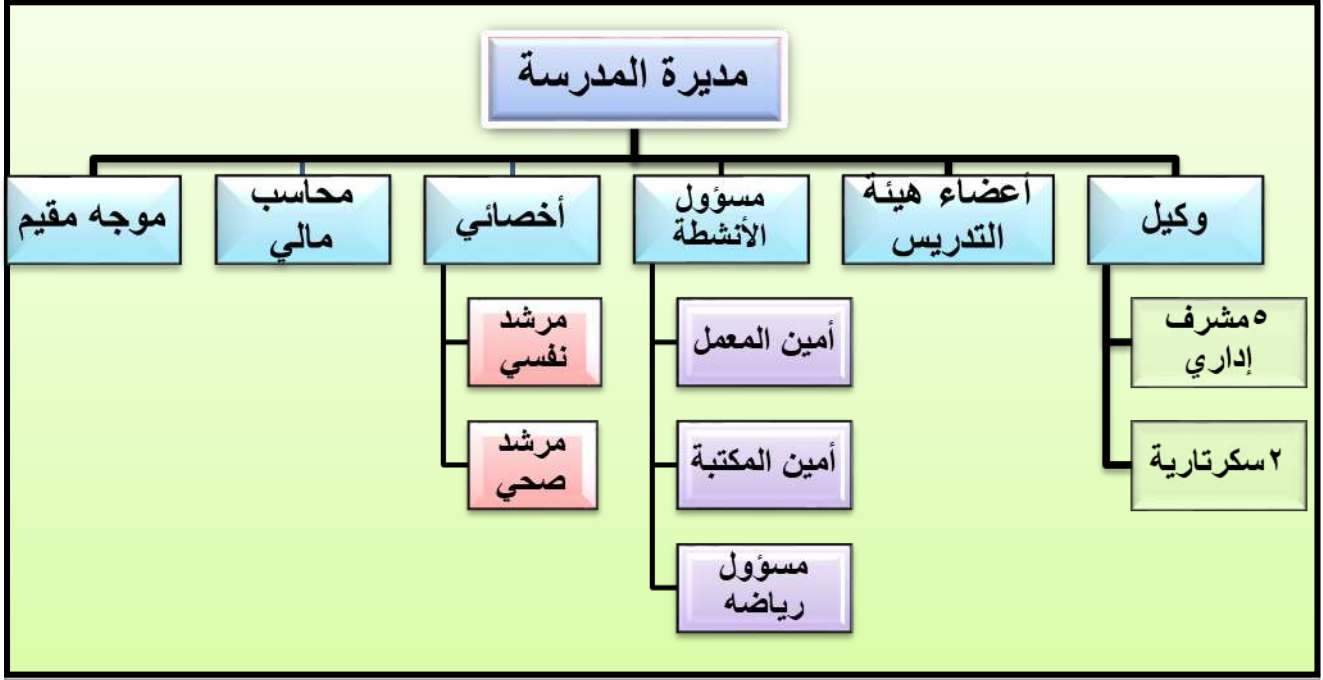 مديرة المدرسة
وكيل
أعضاء هيئة
التدريس
مسؤول
الأنشطة
أخصائي
محاسب
مالي
موجه مقيم
٥مشرف
إداري
٢سكرتارية
أمين المعمل
أمين المكتبة
مسؤول
رياضه
مرشد
نفسي
مرشد
صحي